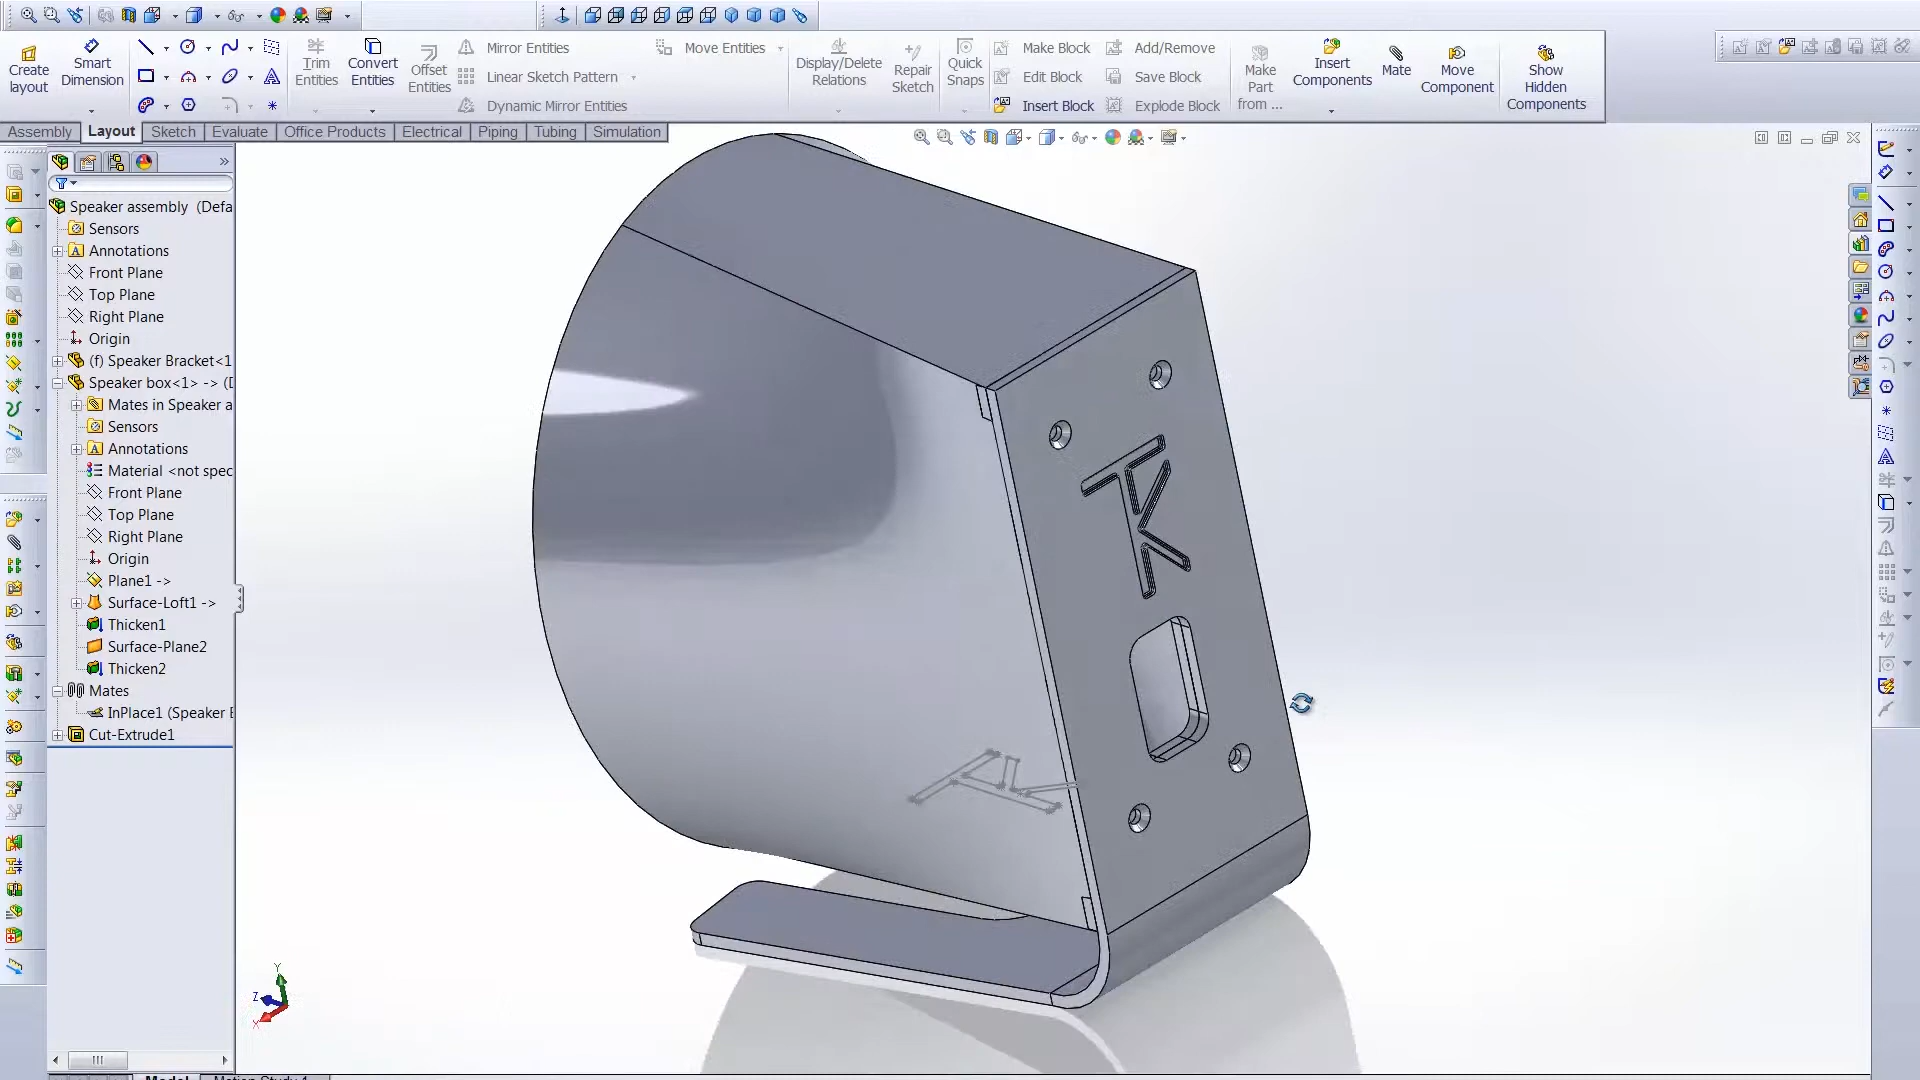 Create layout
Smart Dimension
Trim Entities
Convert Entities
Offset Entities
Mirror Entities
Linear Sketch Pattern
Dynamic Mirror Entities
Move Entities
Display/Delete Relations
Repair Sketch
Quick Snaps
Make Block
Edit Block
Insert Block
Add/Remove
Save Block
Explode Block
Make Part from ...
Insert Components
Mate
Move Component
Show Hidden Components
Assembly Layout Sketch Evaluate Office Products Electrical Piping Tubing Simulation
Speaker assembly (Defa
Sensors
Annotations
Front Plane
Top Plane
Right Plane
Origin
(f) Speaker Bracket<1
Speaker box<1> -> (D
Mates in Speaker a
Sensors
Annotations
Material <not spec
Front Plane
Top Plane
Right Plane
Origin
Plane1 ->
Surface-Loft1 ->
Thicken1
Surface-Plane2
Thicken2
Mates
InPlace1 (Speaker B
Cut-Extrude1
TK
Y
Z
X
Model Motion Study 1